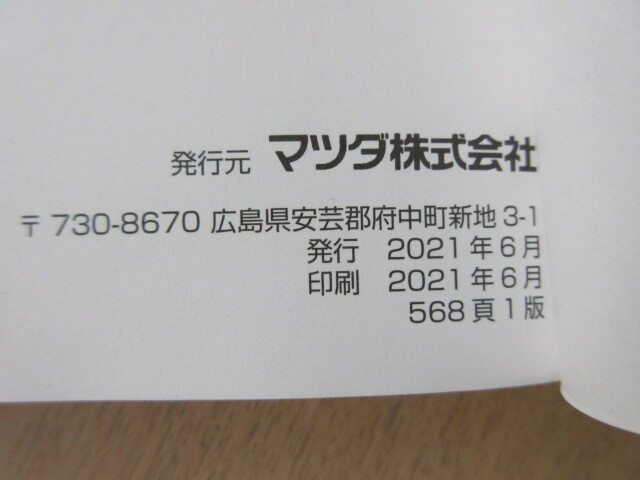 発行元 マツダ株式会社
〒730-8670 広島県安芸郡府中町新地 3-1
発行 2021年6月
印刷 2021年6月
568頁1版